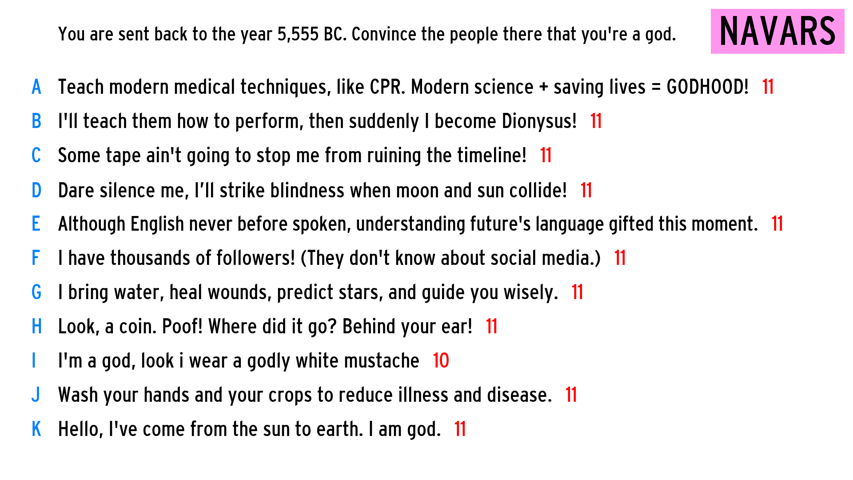 You are sent back to the year 5,555 BC. Convince the people there that you're a god.
NAVARS
A Teach modern medical techniques, like CPR. Modern science + saving lives = GODHOOD! 11
B I'll teach them how to perform, then suddenly I become Dionysus! 11
C Some tape ain't going to stop me from ruining the timeline! 11
D Dare silence me, I’ll strike blindness when moon and sun collide! 11
E Although English never before spoken, understanding future's language gifted this moment. 11
F I have thousands of followers! (They don't know about social media.) 11
G I bring water, heal wounds, predict stars, and guide you wisely. 11
H Look, a coin. Poof! Where did it go? Behind your ear! 11
I I'm a god, look i wear a godly white mustache 10
J Wash your hands and your crops to reduce illness and disease. 11
K Hello, I've come from the sun to earth. I am god. 11